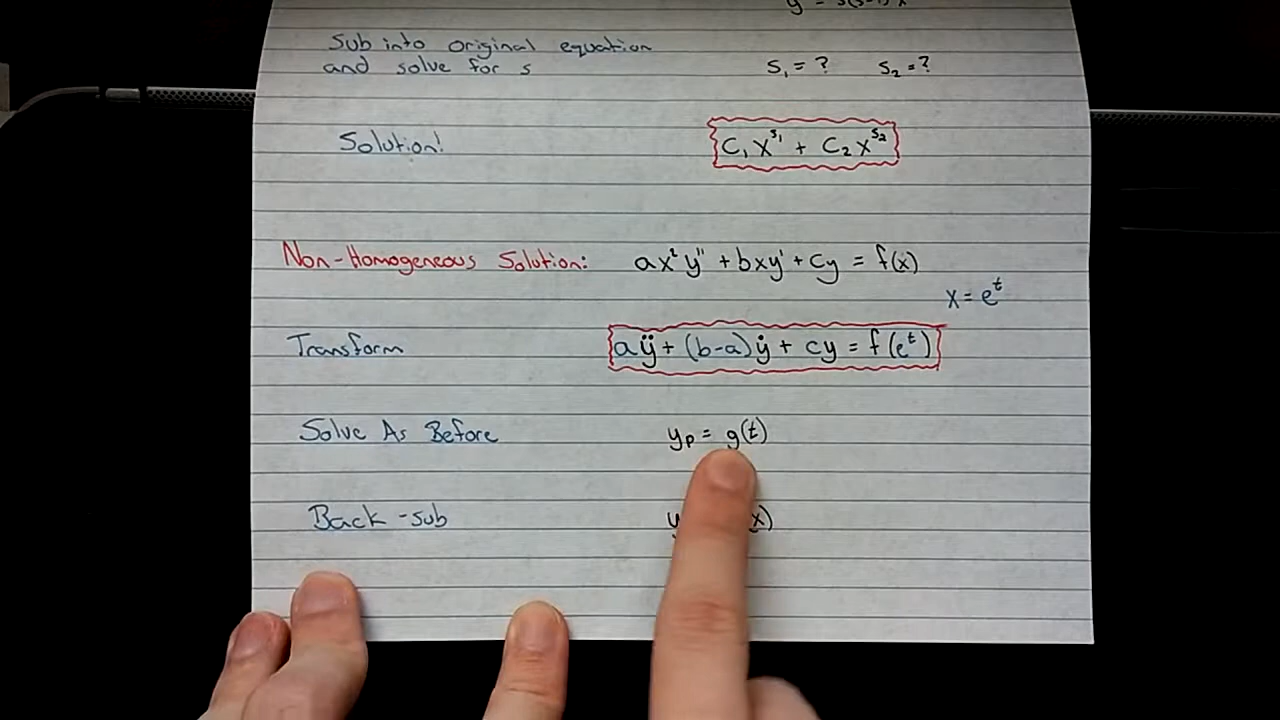 Sub into original equation
and solve for s s₁ = ? s₂ = ?
Solution! C₁x^s₁ + C₂x^s₂
Non-Homogeneous Solution: ax²y'' + bxy' + cy = f(x)
x = e^t
Transform aÿ + (b-a)ẏ + cy = f(e^t)
Solve As Before yₚ = g(t)
Back-sub